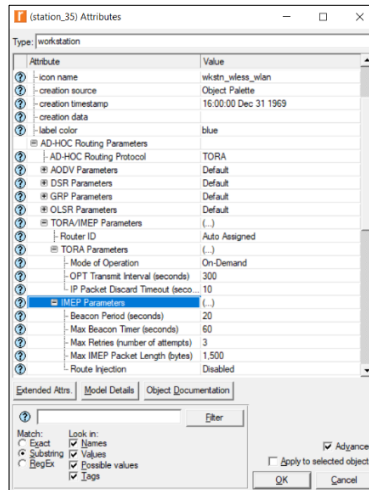 (station_35) Attributes
Type: workstation
Attribute Value
icon name wkstn_wless_wlan
creation source Object Palette
creation timestamp 16:00:00 Dec 31 1969
creation data
label color blue
AD-HOC Routing Parameters
AD-HOC Routing Protocol TORA
AODV Parameters Default
DSR Parameters Default
GRP Parameters Default
OLSR Parameters Default
TORA/IMEP Parameters (...)
Router ID Auto Assigned
TORA Parameters (...)
Mode of Operation On-Demand
OPT Transmit Interval (seconds) 300
IP Packet Discard Timeout (seco... 10
IMEP Parameters (...)
Beacon Period (seconds) 20
Max Beacon Timer (seconds) 60
Max Retries (number of attempts) 3
Max IMEP Packet Length (bytes) 1,500
Route Injection Disabled
Extended Attrs. Model Details Object Documentation
Filter
Match: Look in:
Exact Names
Substring Values
RegEx Possible values
Tags
Advance
Apply to selected object
OK Cancel